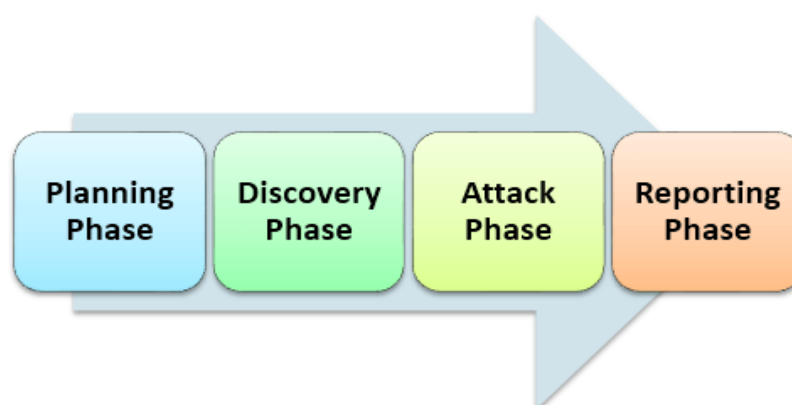 Planning
Phase
Discovery
Phase
Attack
Phase
Reporting
Phase